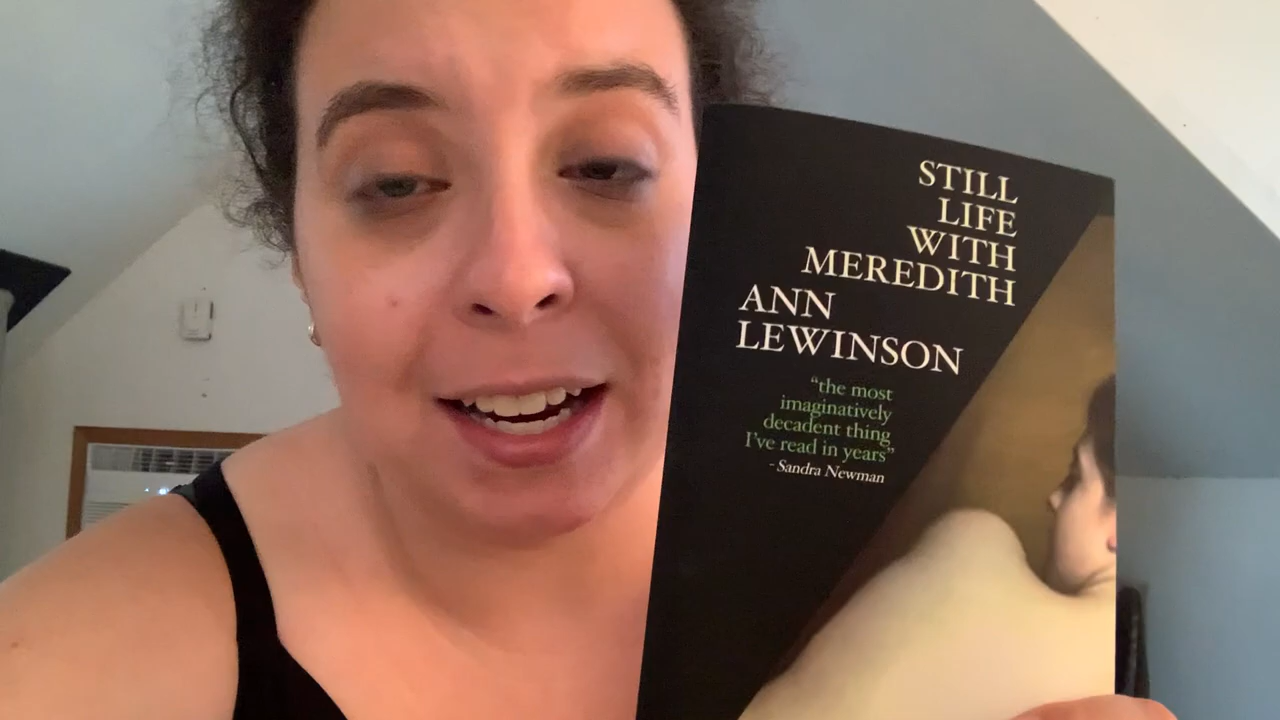 STILL
LIFE
WITH
MEREDITH
ANN
LEWINSON
“the most
imaginatively
decadent thing
I’ve read in years”
- Sandra Newman